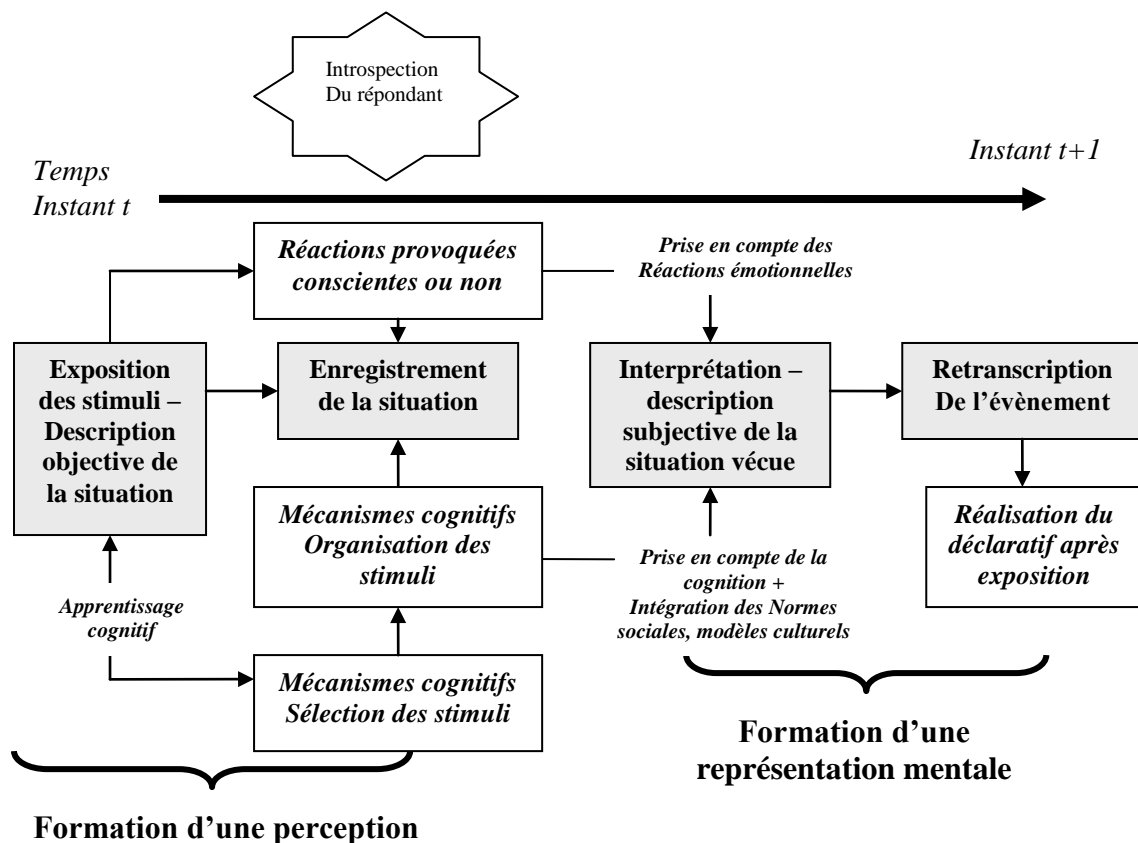 Introspection
Du répondant
Instant t+1
Temps
Instant t
Réactions provoquées
conscientes ou non
Prise en compte des
Réactions émotionnelles
Exposition
des stimuli –
Description
objective de
la situation
Enregistrement
de la situation
Interprétation –
description
subjective de la
situation vécue
Retranscription
De l’évènement
Mécanismes cognitifs
Organisation des
stimuli
Prise en compte de la
cognition +
Intégration des Normes
sociales, modèles culturels
Réalisation du
déclaratif après
exposition
Apprentissage
cognitif
Mécanismes cognitifs
Sélection des stimuli
Formation d’une
représentation mentale
Formation d’une perception